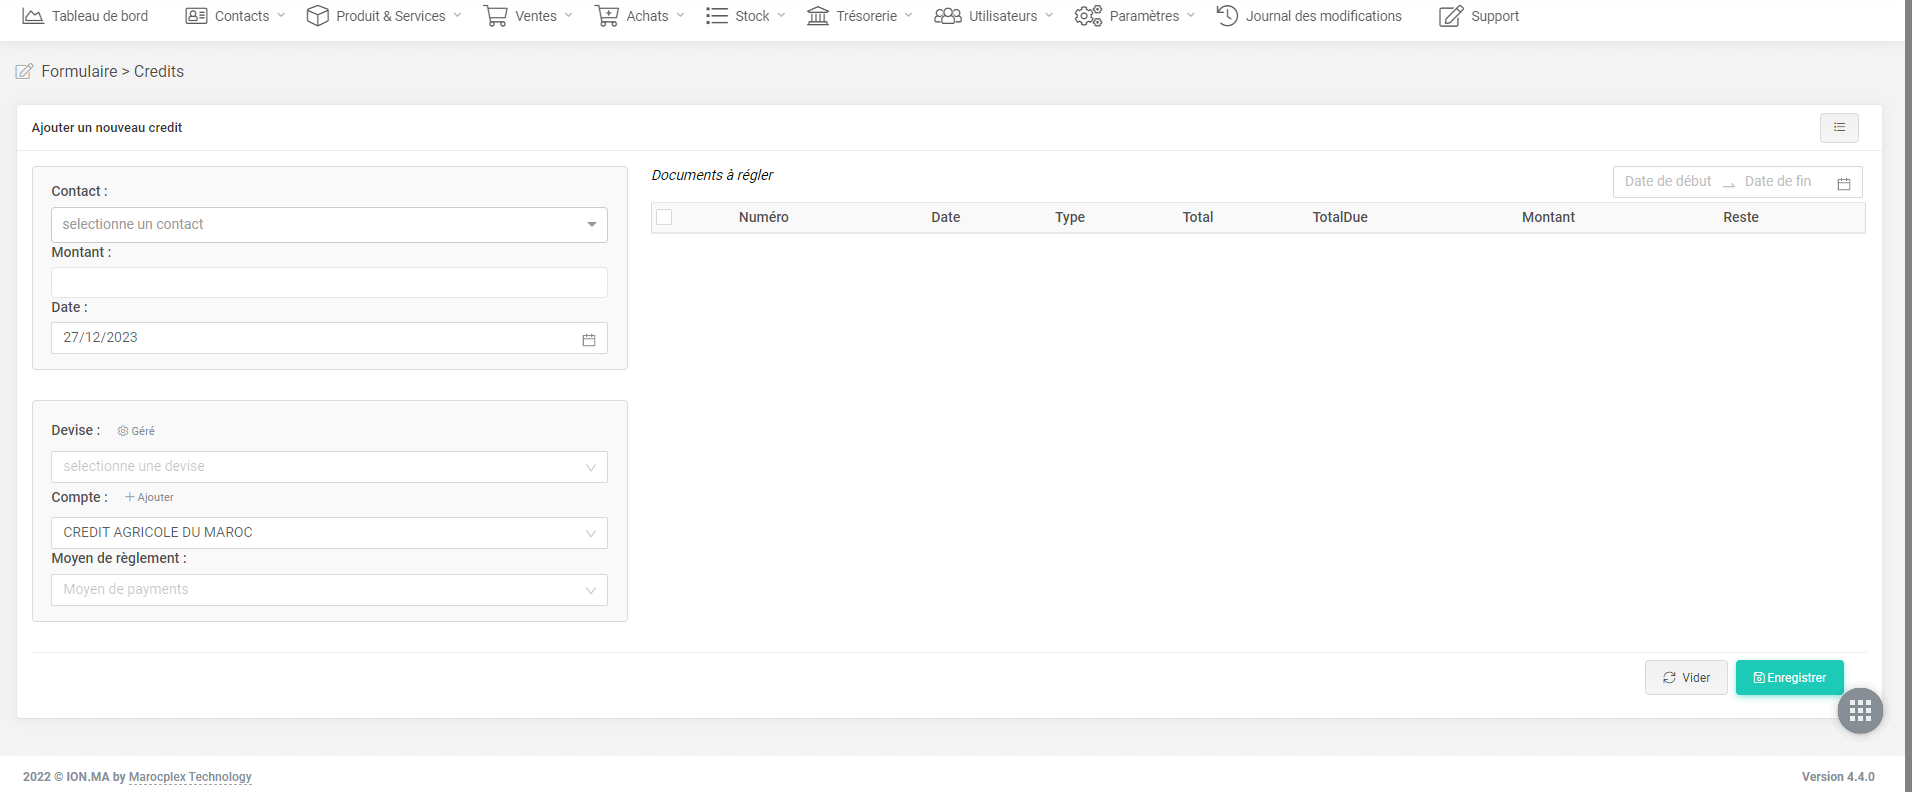 Tableau de bord Contacts Produit & Services Ventes Achats Stock Trésorerie Utilisateurs Paramètres Journal des modifications Support
Formulaire > Credits
Ajouter un nouveau credit
Contact :
selectionne un contact
Montant :
Date :
27/12/2023
Devise : Géré
selectionne une devise
Compte : Ajouter
CREDIT AGRICOLE DU MAROC
Moyen de règlement :
Moyen de payments
Documents à régler
Date de début Date de fin
Numéro Date Type Total TotalDue Montant Reste
Vider Enregistrer
2022 © ION.MA by Marocplex Technology
Version 4.4.0